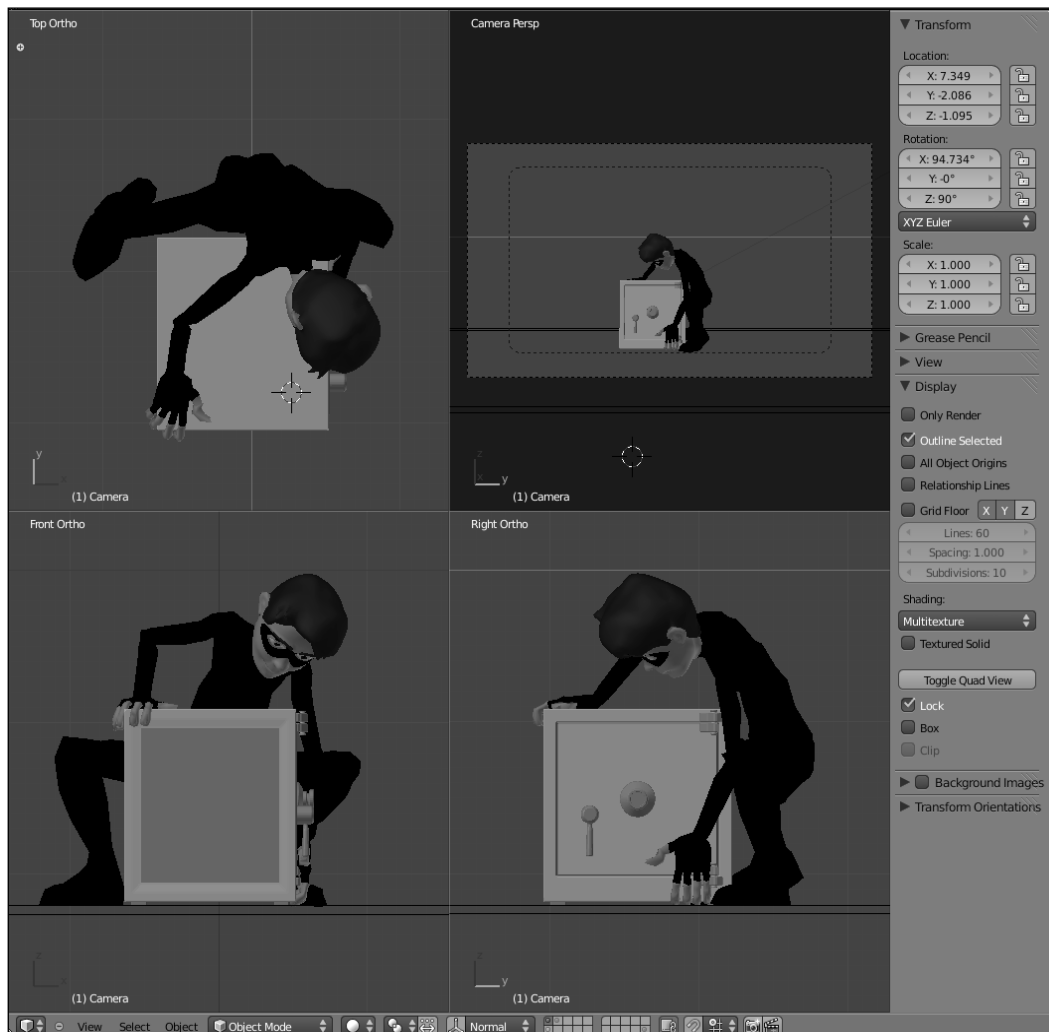 Top Ortho
y
x
(1) Camera
Camera Persp
z
x y
(1) Camera
Front Ortho
z
x
(1) Camera
Right Ortho
z
y
(1) Camera
Transform
Location:
X: 7.349
Y: -2.086
Z: -1.095
Rotation:
X: 94.734°
Y: -0°
Z: 90°
XYZ Euler
Scale:
X: 1.000
Y: 1.000
Z: 1.000
Grease Pencil
View
Display
Only Render
Outline Selected
All Object Origins
Relationship Lines
Grid Floor X Y Z
Lines: 60
Spacing: 1.000
Subdivisions: 10
Shading:
Multitexture
Textured Solid
Toggle Quad View
Lock
Box
Clip
Background Images
Transform Orientations
View Select Object Object Mode Normal